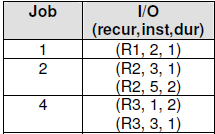 Job I/O
(recur,inst,dur)
1 (R1, 2, 1)
2 (R2, 3, 1)
(R2, 5, 2)
4 (R3, 1, 2)
(R3, 3, 1)